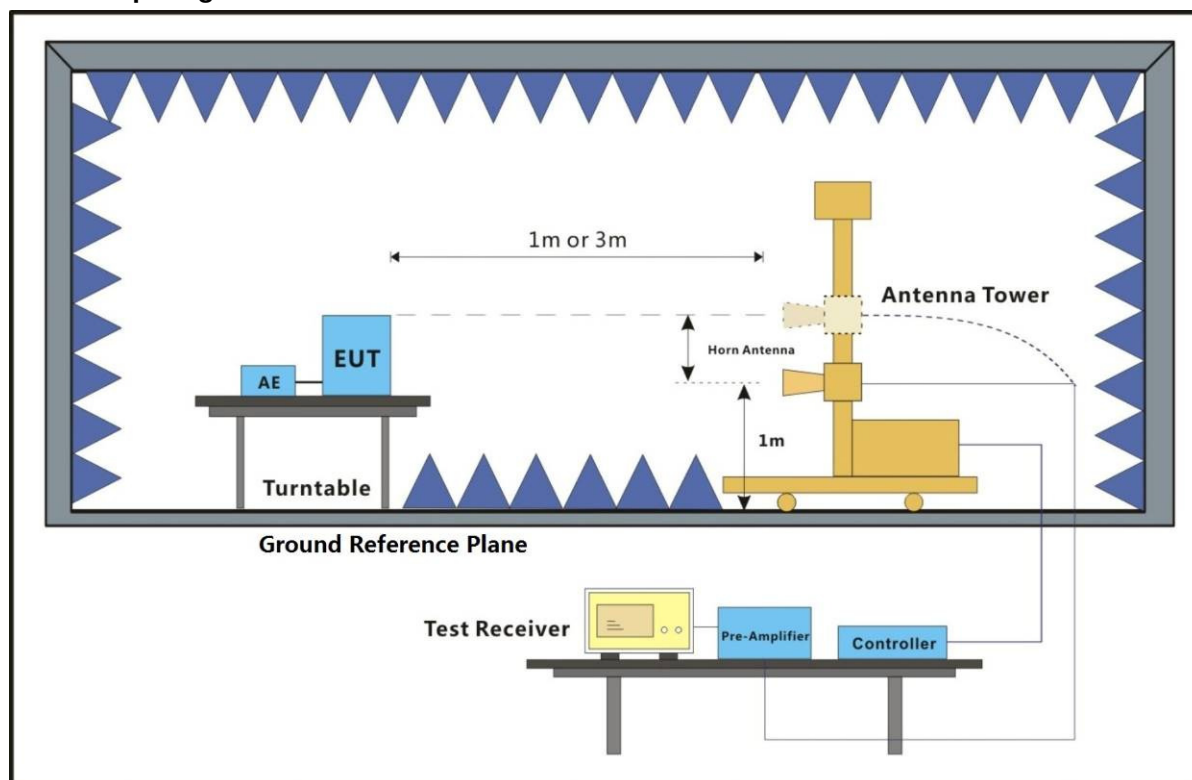 1m or 3m
Antenna Tower
Horn Antenna
EUT
AE
1m
Turntable
Ground Reference Plane
Test Receiver
Pre-Amplifier
Controller